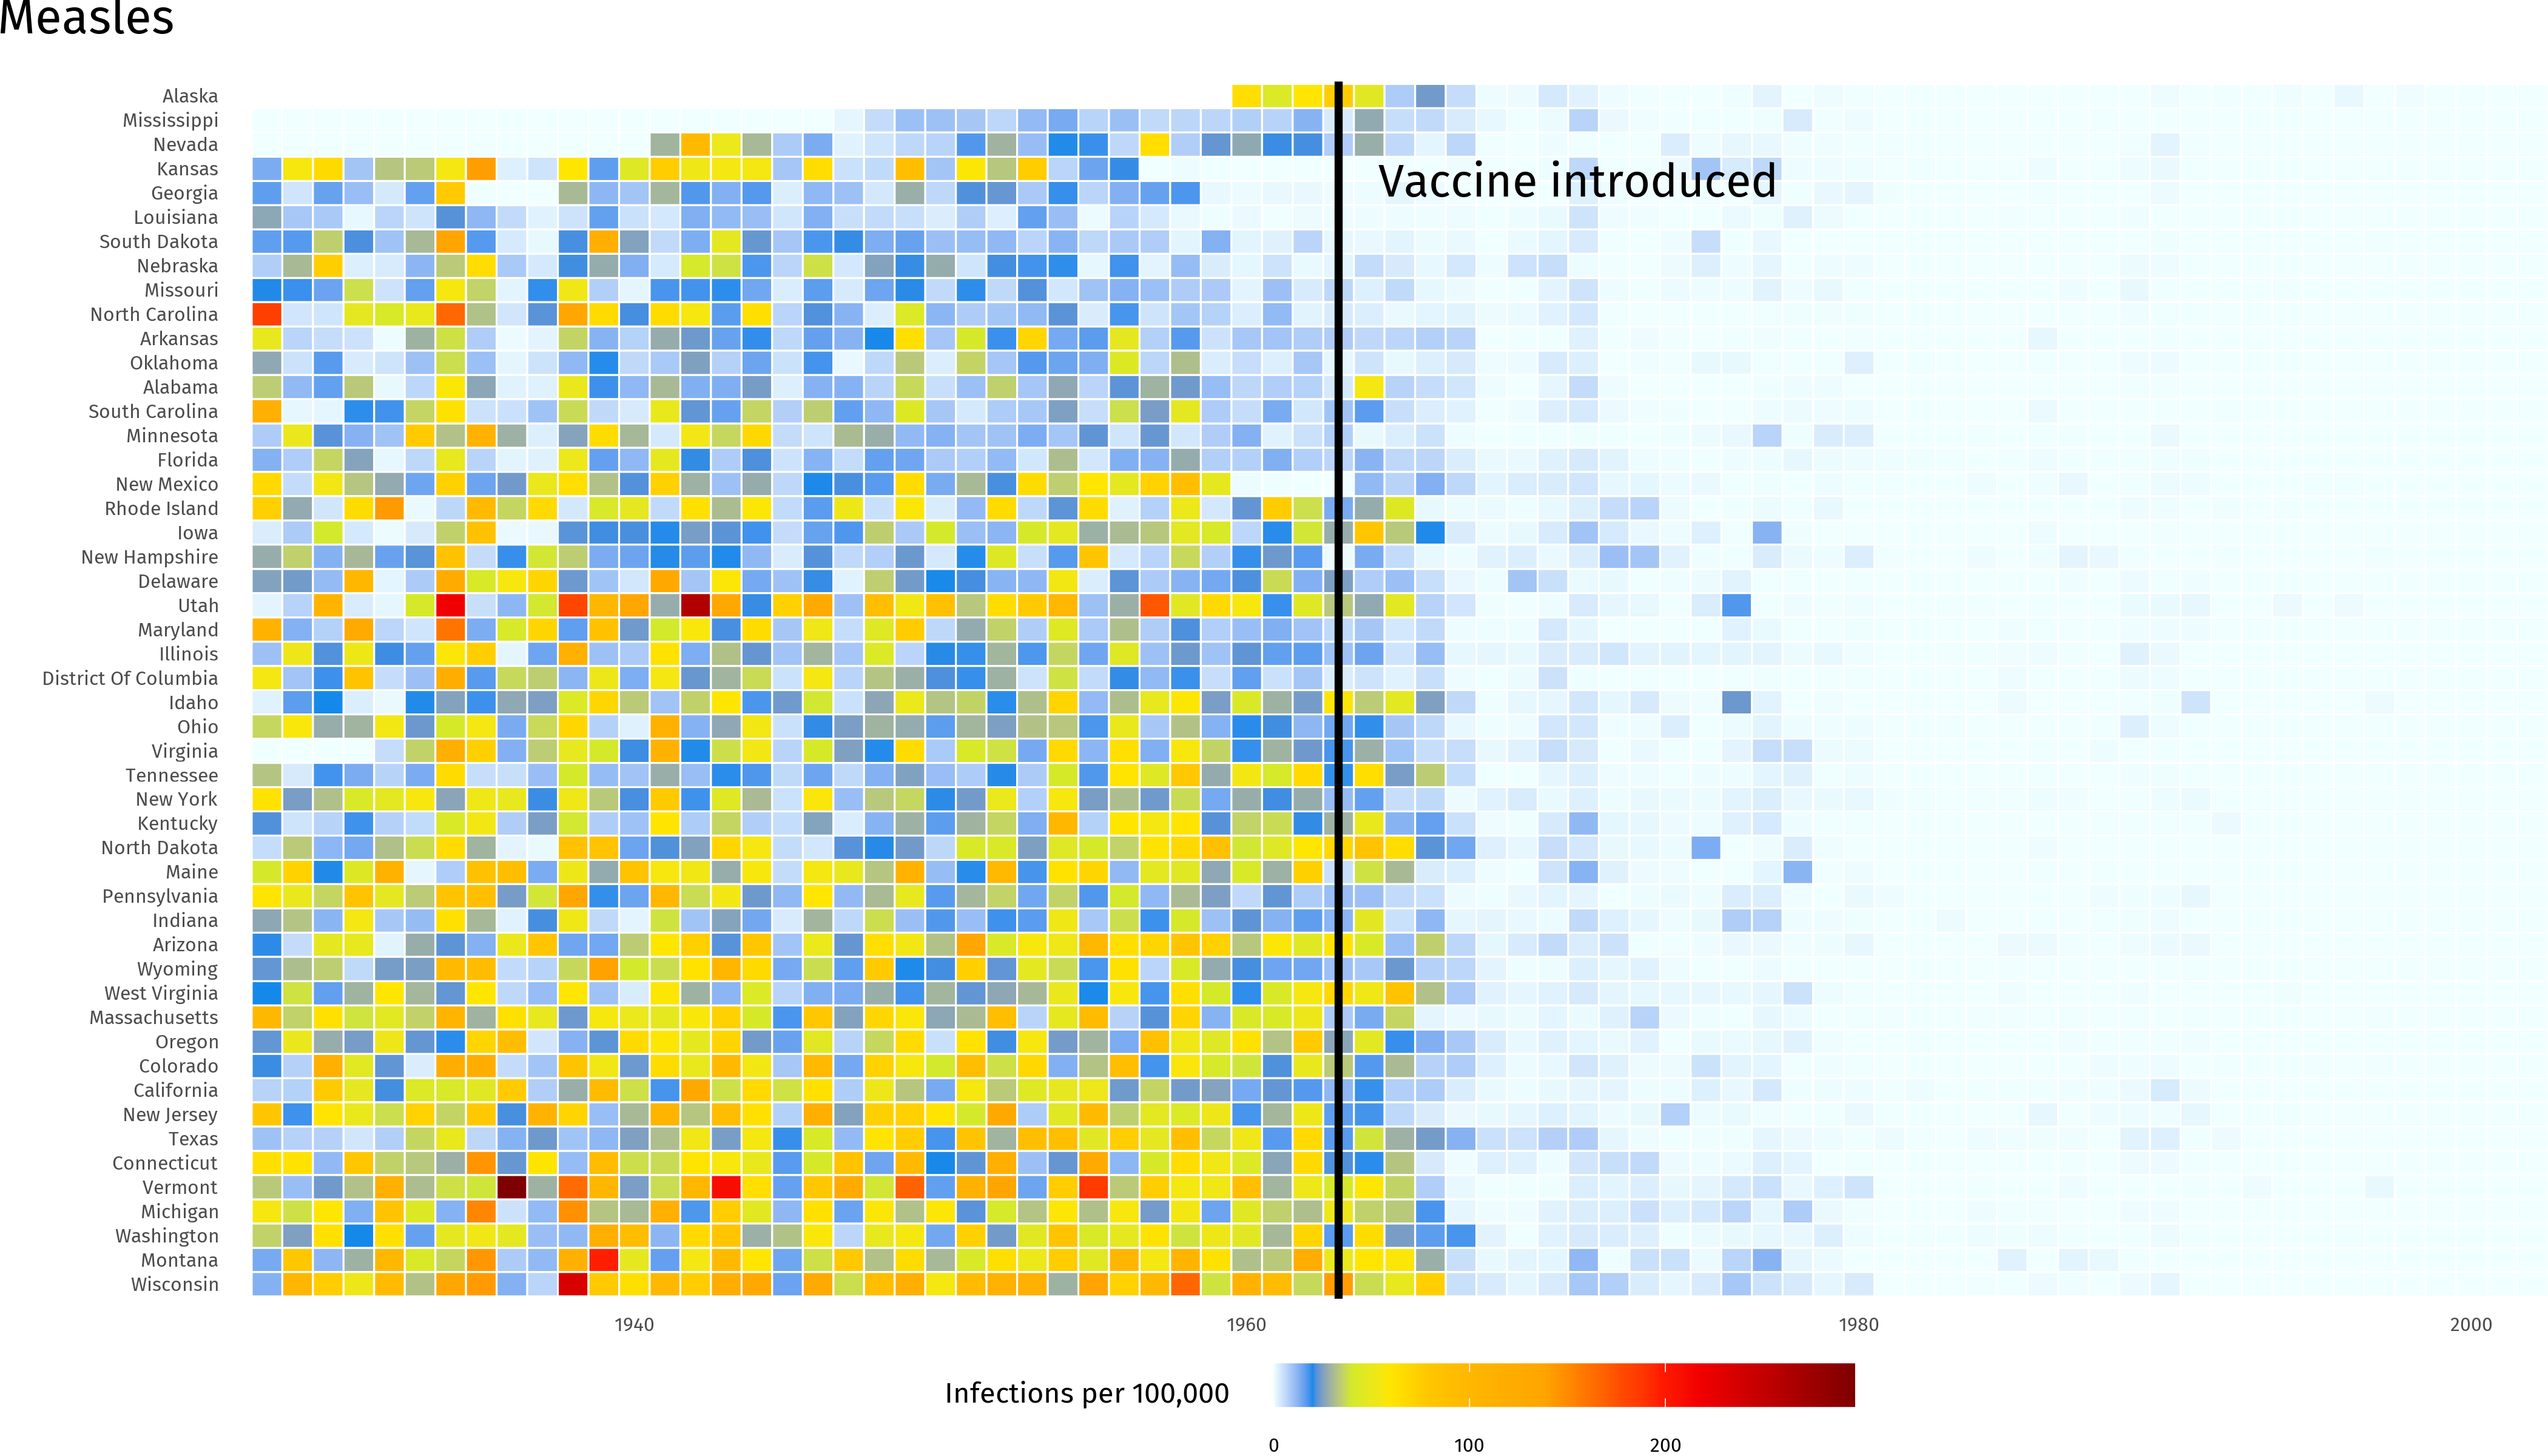 Measles
Alaska
Mississippi
Nevada
Kansas
Vaccine introduced
Georgia
Louisiana
South Dakota
Nebraska
Missouri
North Carolina
Arkansas
Oklahoma
Alabama
South Carolina
Minnesota
Florida
New Mexico
Rhode Island
Iowa
New Hampshire
Delaware
Utah
Maryland
Illinois
District Of Columbia
Idaho
Ohio
Virginia
Tennessee
New York
Kentucky
North Dakota
Maine
Pennsylvania
Indiana
Arizona
Wyoming
West Virginia
Massachusetts
Oregon
Colorado
California
New Jersey
Texas
Connecticut
Vermont
Michigan
Washington
Montana
Wisconsin
1940 1960 1980 2000
Infections per 100,000
0 100 200